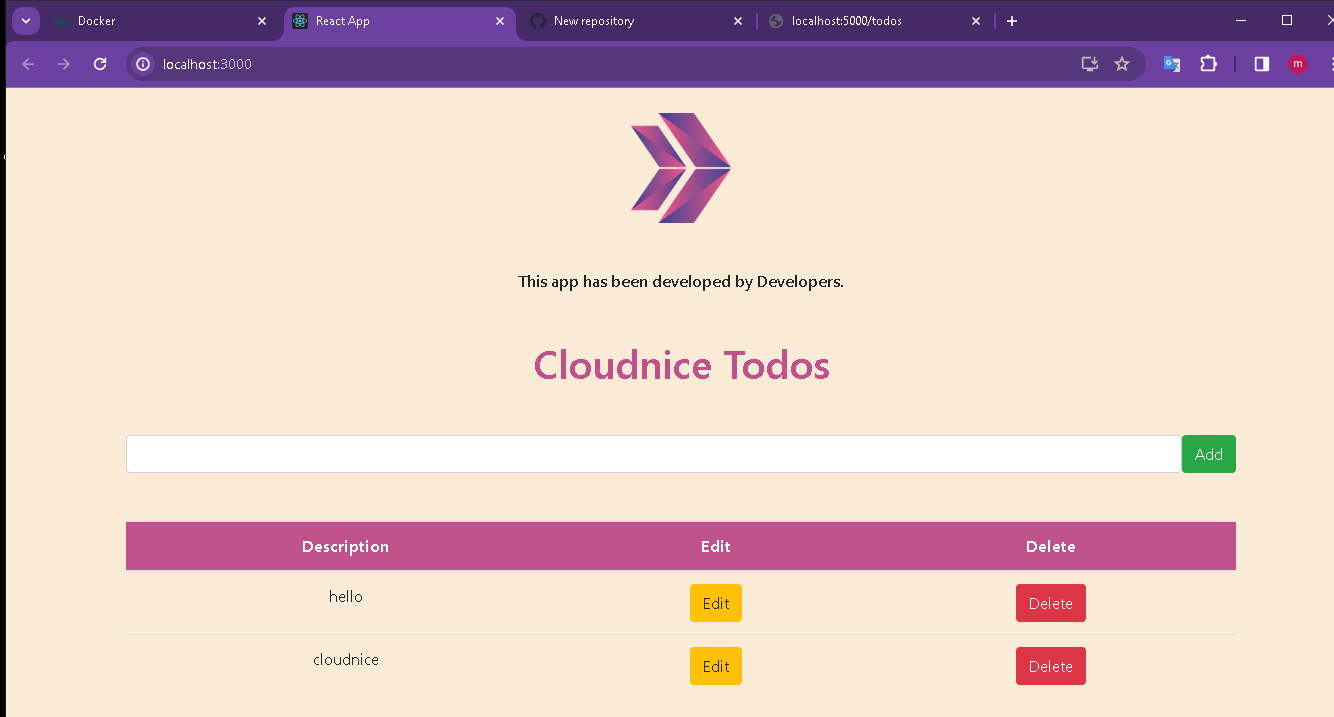 Docker
React App
New repository
localhost:5000/todos
localhost:3000
m
This app has been developed by Developers.
Cloudnice Todos
Add
Description Edit Delete
hello Edit Delete
cloudnice Edit Delete